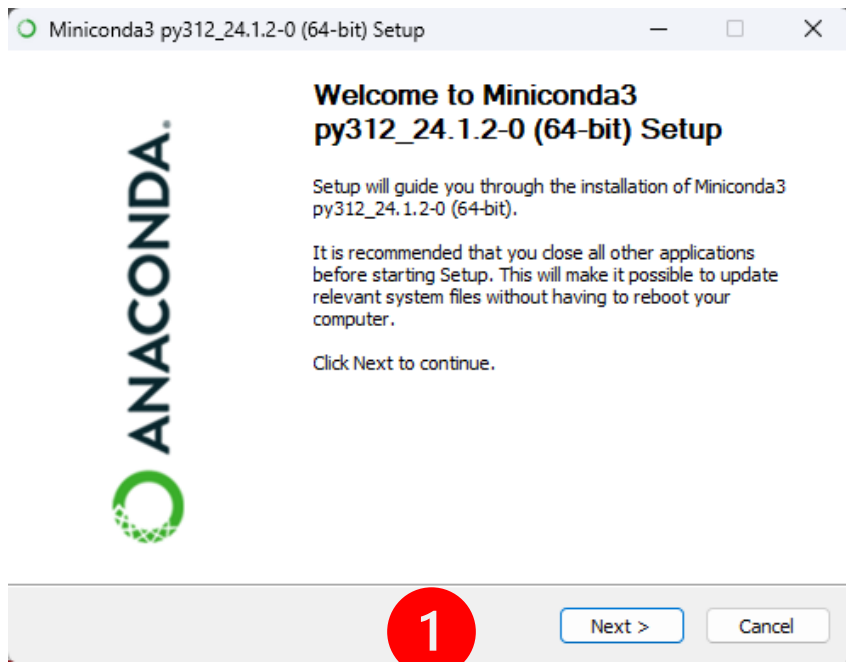 Miniconda3 py312_24.1.2-0 (64-bit) Setup
ANACONDA.
Welcome to Miniconda3
py312_24.1.2-0 (64-bit) Setup
Setup will guide you through the installation of Miniconda3
py312_24.1.2-0 (64-bit).
It is recommended that you close all other applications
before starting Setup. This will make it possible to update
relevant system files without having to reboot your
computer.
Click Next to continue.
1
Next >
Cancel